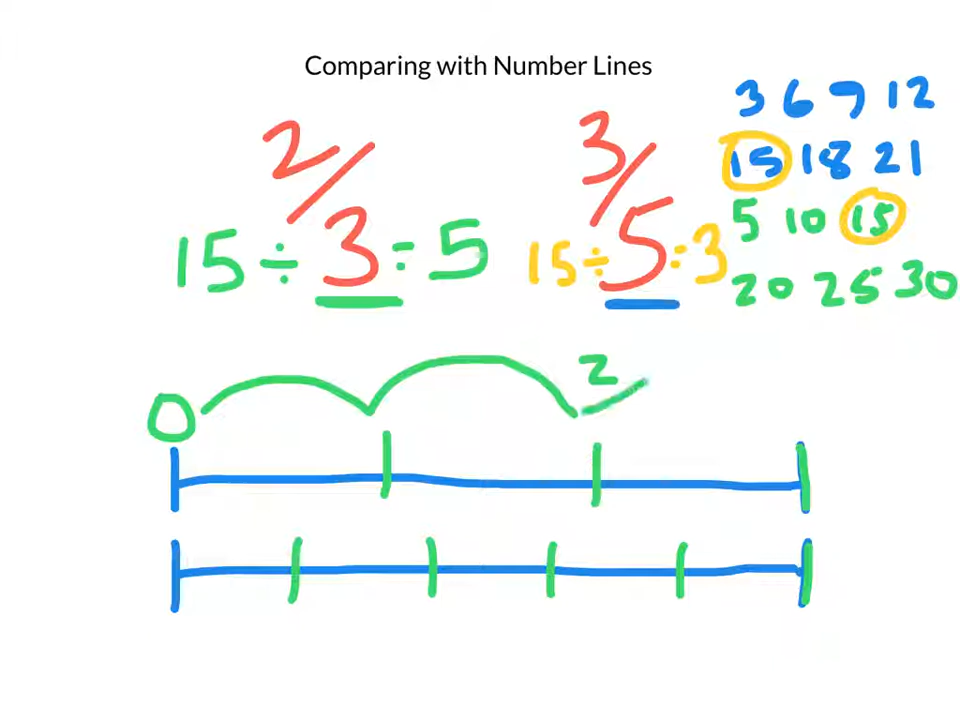 Comparing with Number Lines
3 6 9 12
15 18 21
5 10 15
20 25 30
2/3
3/5
15 ÷ 3 = 5
15 ÷ 5 = 3
0
2/